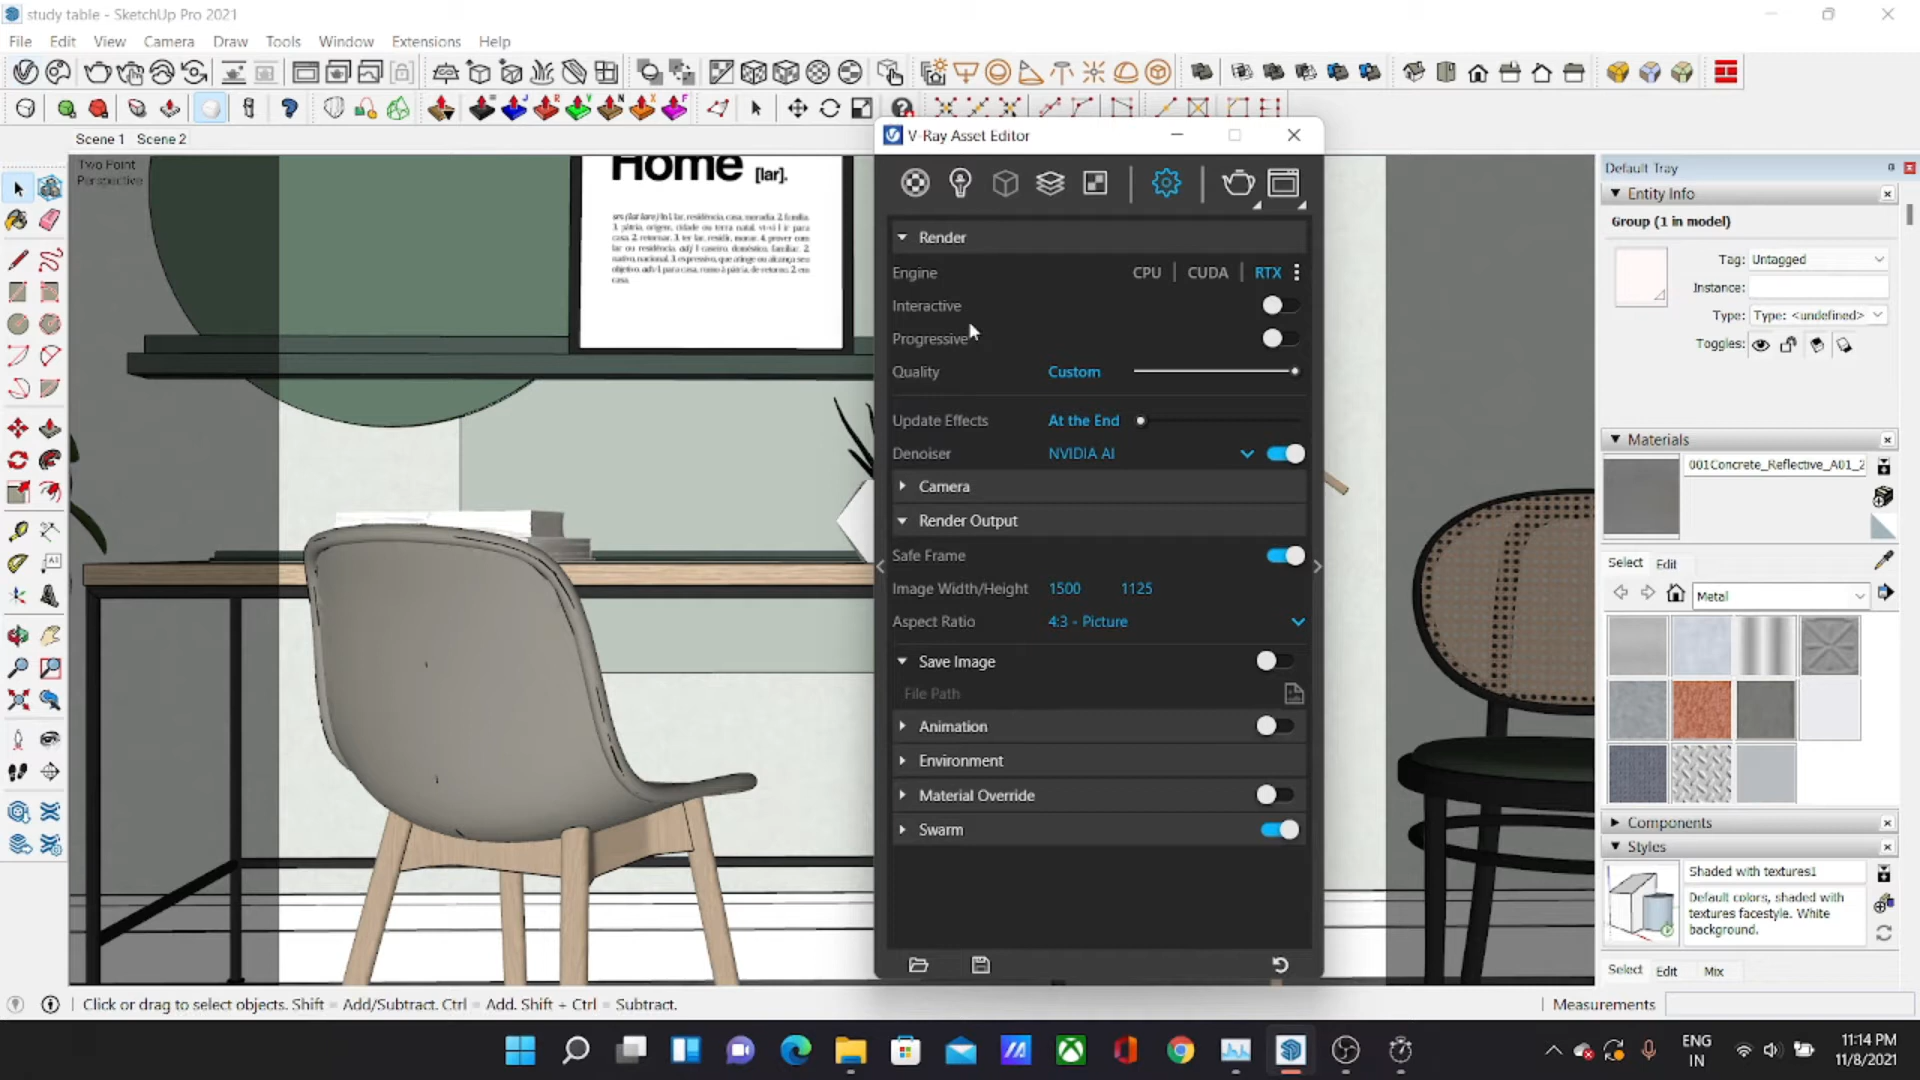 study table - SketchUp Pro 2021
File Edit View Camera Draw Tools Window Extensions Help
Scene 1 Scene 2
Two Point
Perspective
Home [lar].
V-Ray Asset Editor
Render
Engine CPU CUDA RTX
Interactive
Progressive
Quality Custom
Update Effects At the End
Denoiser NVIDIA AI
Camera
Render Output
Safe Frame
Image Width/Height 1500 1125
Aspect Ratio 4:3 - Picture
Save Image
File Path
Animation
Environment
Material Override
Swarm
Default Tray
Entity Info
Group (1 in model)
Tag: Untagged
Instance:
Type: Type: <undefined>
Toggles:
Materials
001Concrete_Reflective_A01_2
Select Edit
Metal
Components
Styles
Shaded with textures1
Default colors, shaded with
textures facestyle. White
background.
Select Edit Mix
Click or drag to select objects. Shift = Add/Subtract. Ctrl = Add. Shift + Ctrl = Subtract.
Measurements
ENG
IN
11:14 PM
11/8/2021